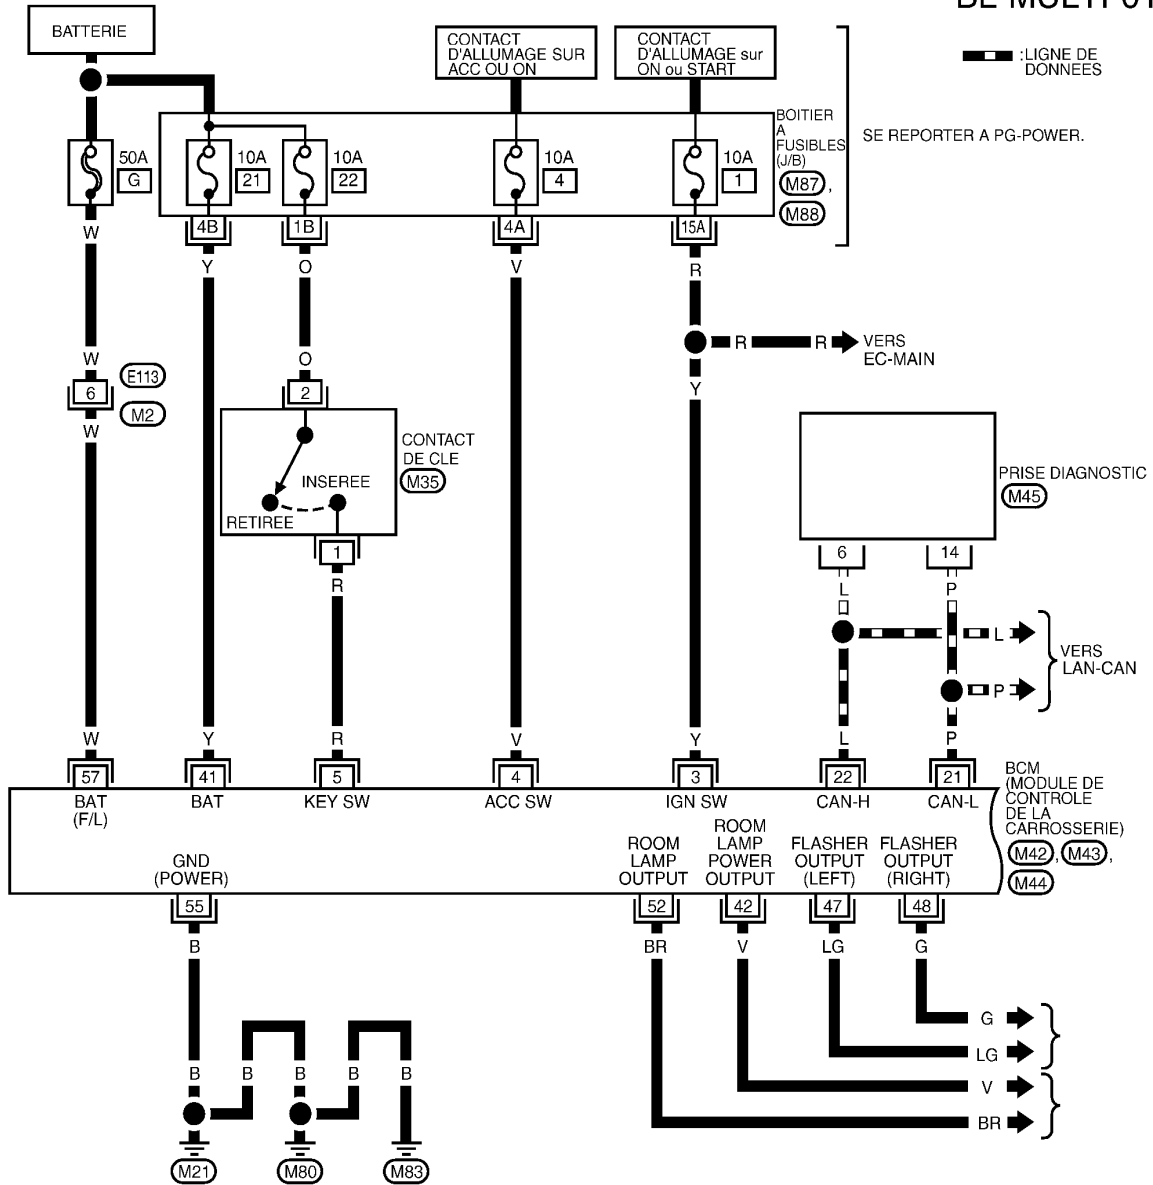 BATTERIE
CONTACT
D'ALLUMAGE SUR
ACC OU ON
CONTACT
D'ALLUMAGE sur
ON ou START
:LIGNE DE
DONNEES
50A
G
10A
21
10A
22
10A
4
10A
1
BOITIER
A
FUSIBLES
(J/B)
M87,
M88
SE REPORTER A PG-POWER.
4B
1B
4A
15A
W
Y
O
V
R
R
R
VERS
EC-MAIN
W
O
Y
6
E113
M2
2
W
CONTACT
DE CLE
M35
INSEREE
RETIREE
1
R
PRISE DIAGNOSTIC
M45
6
14
L
P
L
P
VERS
LAN-CAN
W
Y
R
V
Y
L
P
57
41
5
4
3
22
21
BAT
(F/L)
BAT
KEY SW
ACC SW
IGN SW
CAN-H
CAN-L
BCM
(MODULE DE
CONTROLE
DE LA
CARROSSERIE)
M42, M43,
M44
GND
(POWER)
ROOM
LAMP
OUTPUT
ROOM
LAMP
POWER
OUTPUT
FLASHER
OUTPUT
(LEFT)
FLASHER
OUTPUT
(RIGHT)
55
52
42
47
48
B
BR
V
LG
G
G
LG
V
BR
B
B
B
B
B
M21
M80
M83